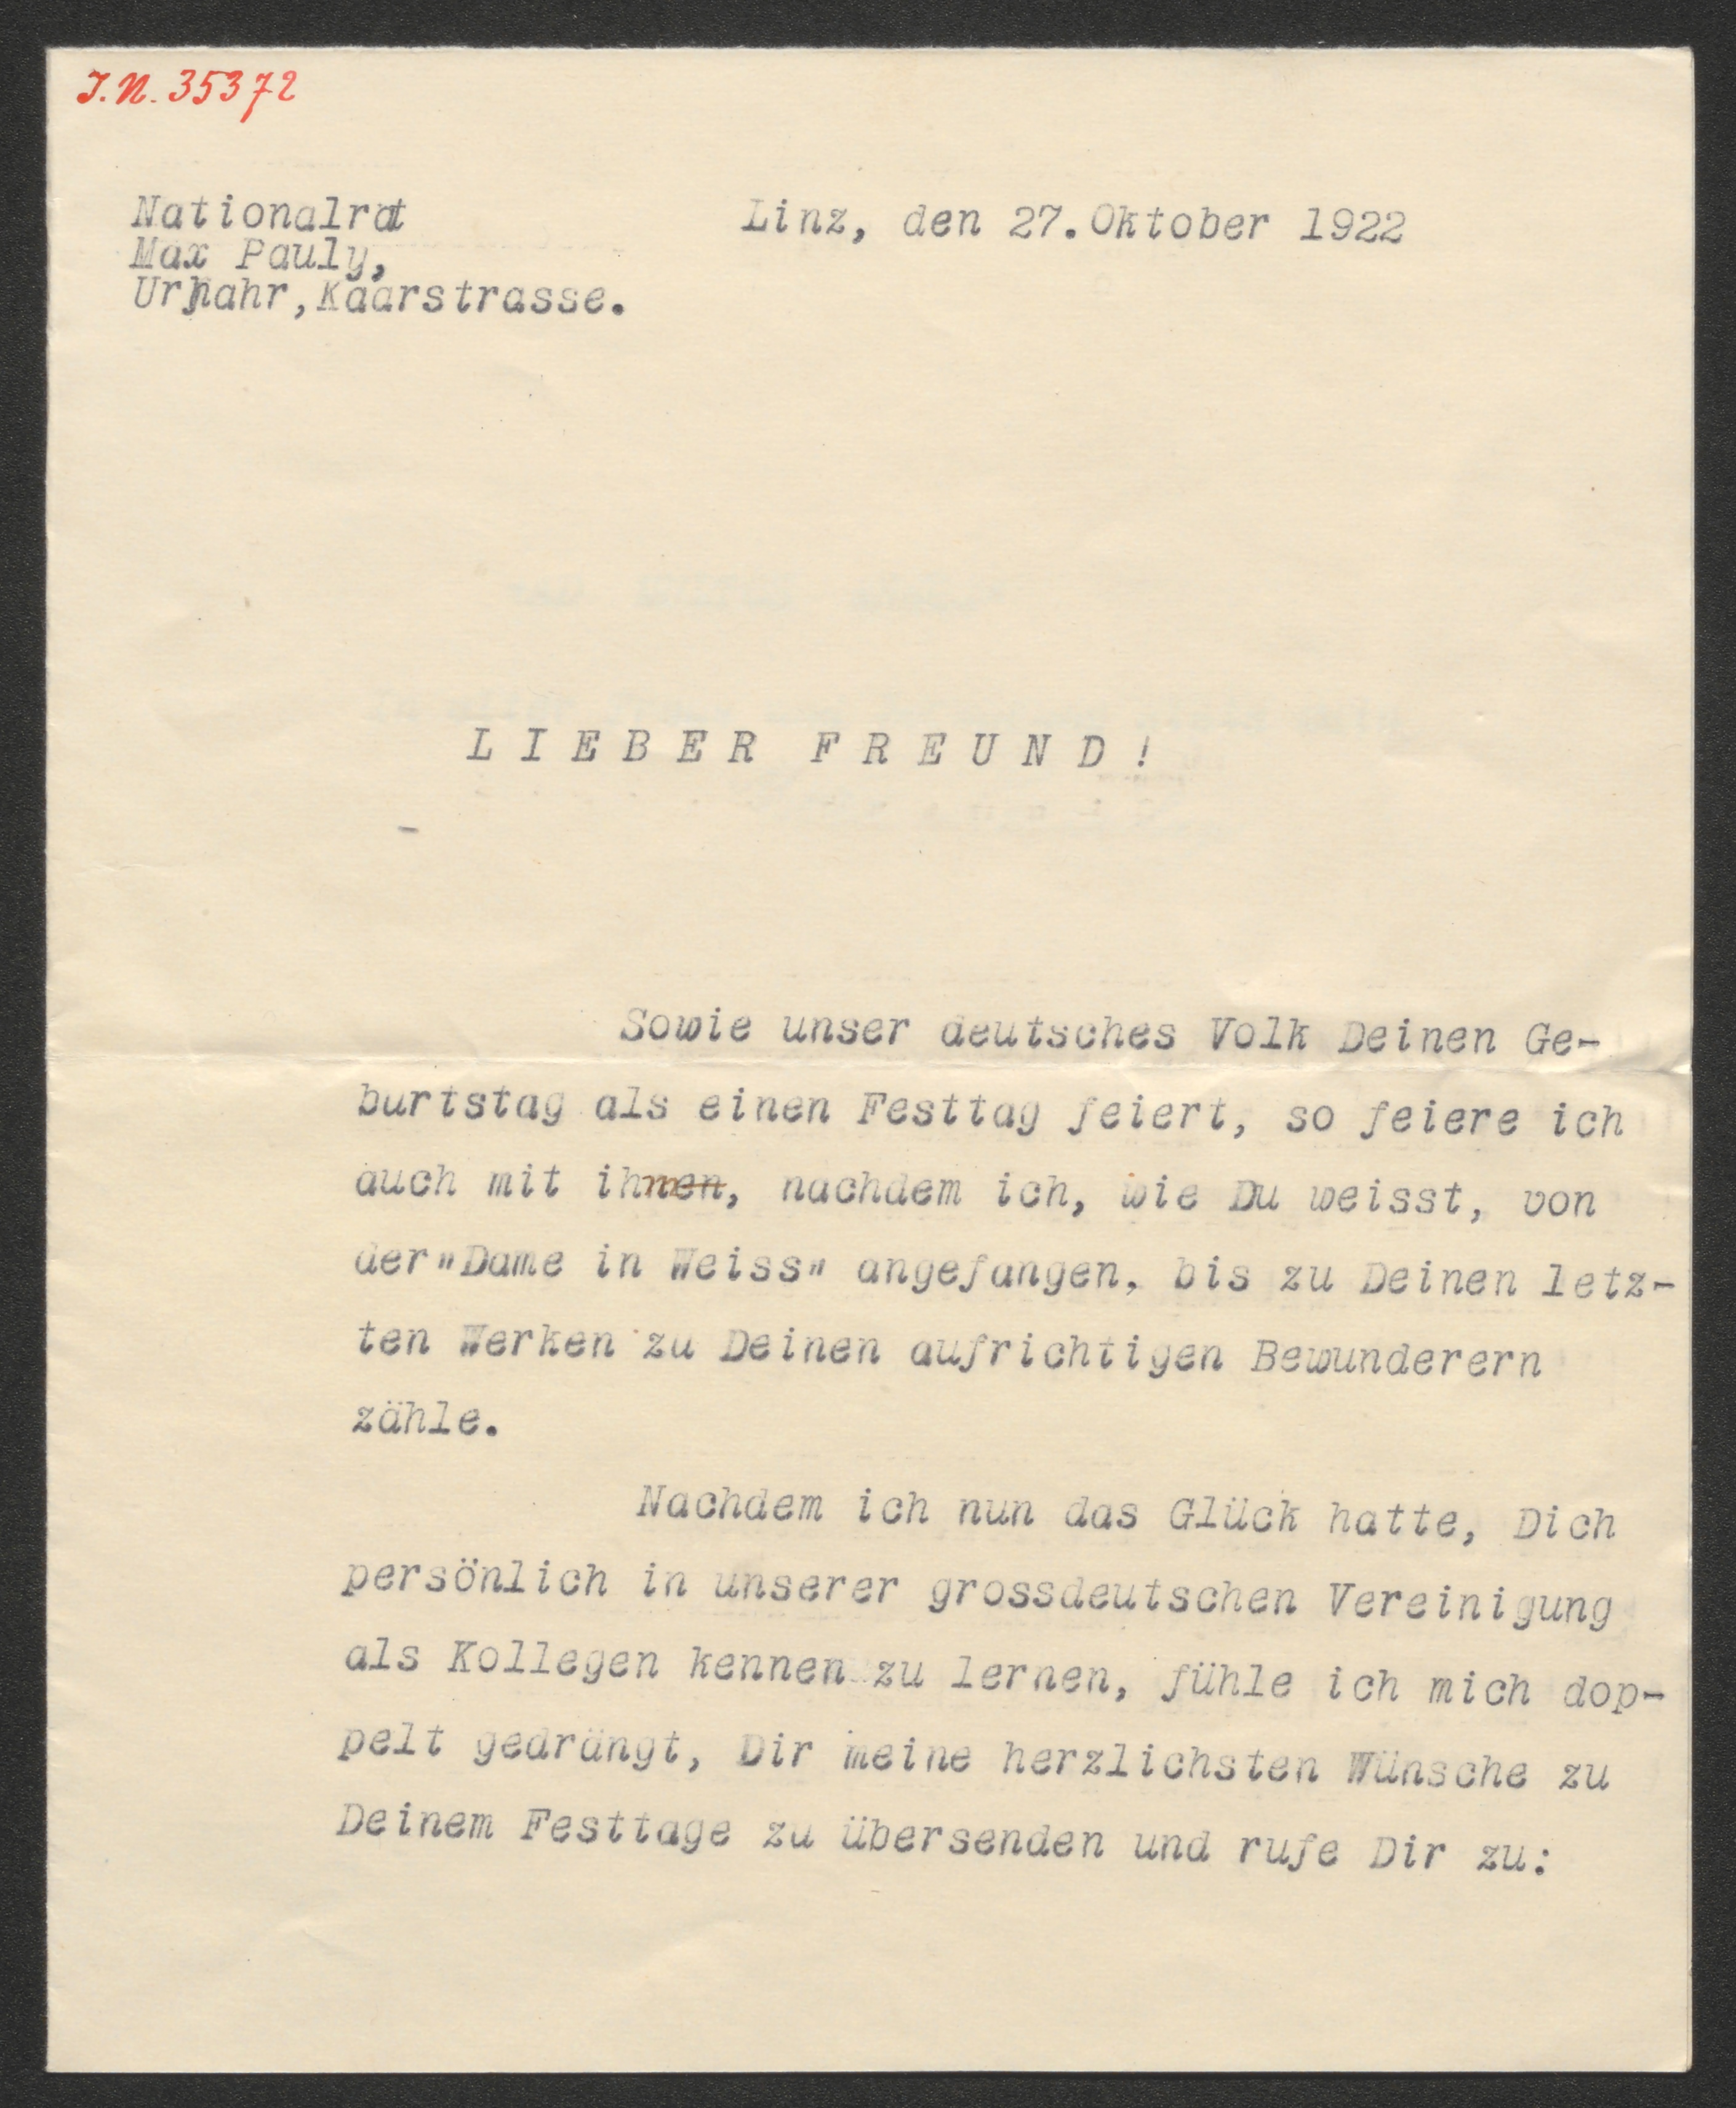 J.N. 35372
Nationalrat
Linz, den 27.Oktober 1922
Max Pauly,
Urfahr,Kaarstrasse.
LIEBER FREUND!
Sowie unser deutsches Volk Deinen Ge-
burtstag als einen Festtag feiert, so feiere ich
auch mit ihm, nachdem ich, wie Du weisst, von
der "Dame in Weiss" angefangen, bis zu Deinen letz-
ten Werken zu Deinen aufrichtigen Bewunderern
zähle.
Nachdem ich nun das Glück hatte, Dich
persönlich in unserer grossdeutschen Vereinigung
als Kollegen kennen zu lernen, fühle ich mich dop-
pelt gedrängt, Dir meine herzlichsten Wünsche zu
Deinem Festtage zu übersenden und rufe Dir zu: